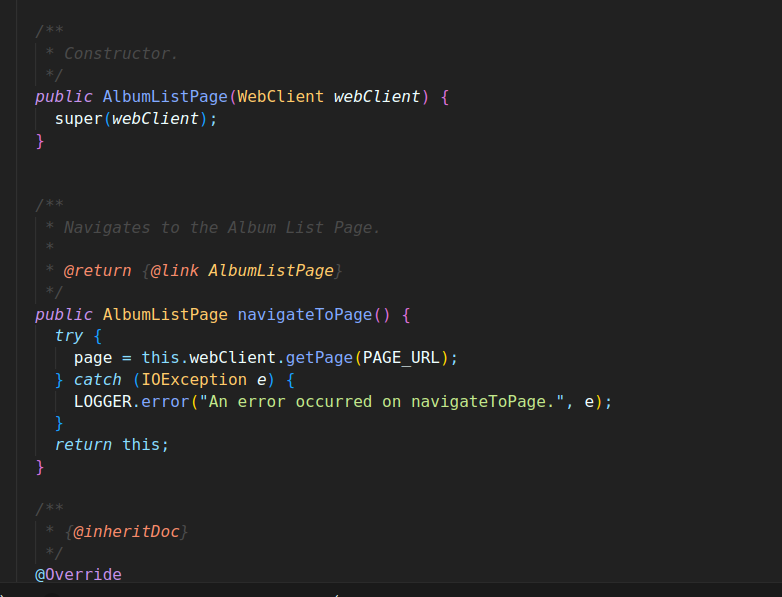 /**
 * Constructor.
 */
public AlbumListPage(WebClient webClient) {
  super(webClient);
}
/**
 * Navigates to the Album List Page.
 *
 * @return {@link AlbumListPage}
 */
public AlbumListPage navigateToPage() {
  try {
    page = this.webClient.getPage(PAGE_URL);
  } catch (IOException e) {
    LOGGER.error("An error occurred on navigateToPage.", e);
  }
  return this;
}
/**
 * {@inheritDoc}
 */
@Override